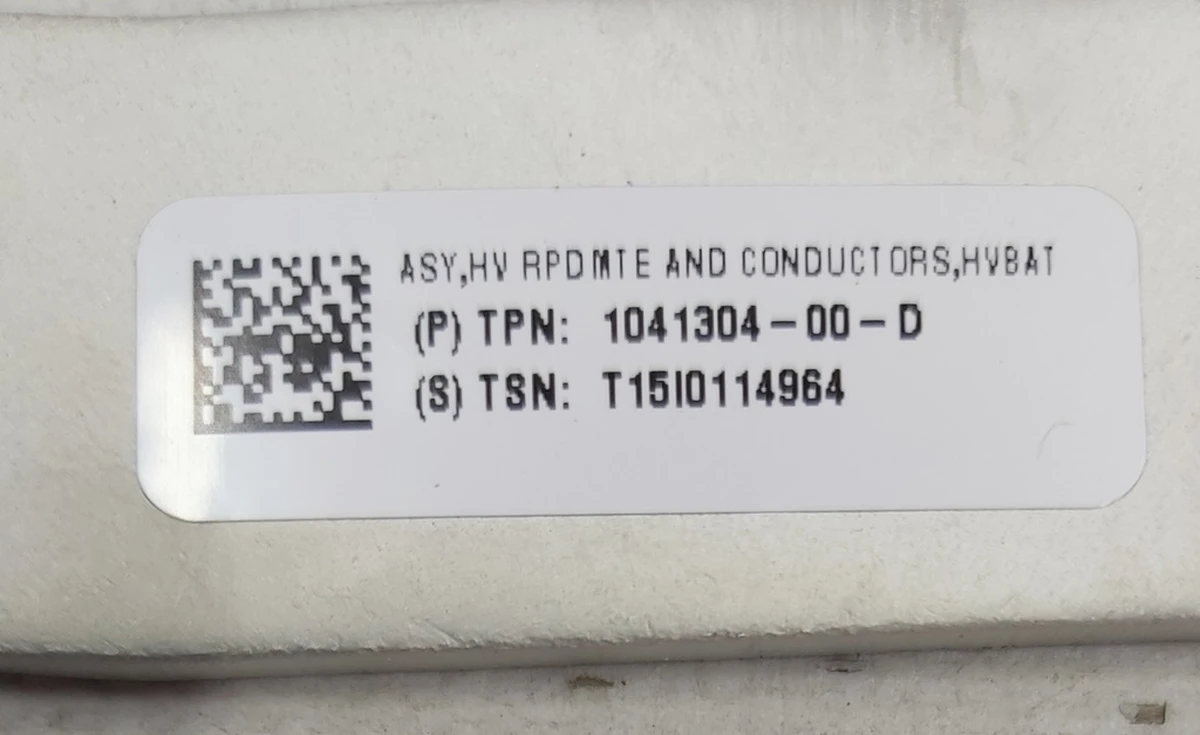 ASY,HV RPDMTE AND CONDUCTORS,HVBAT
(P) TPN: 1041304-00-D
(S) TSN: T15I0114964